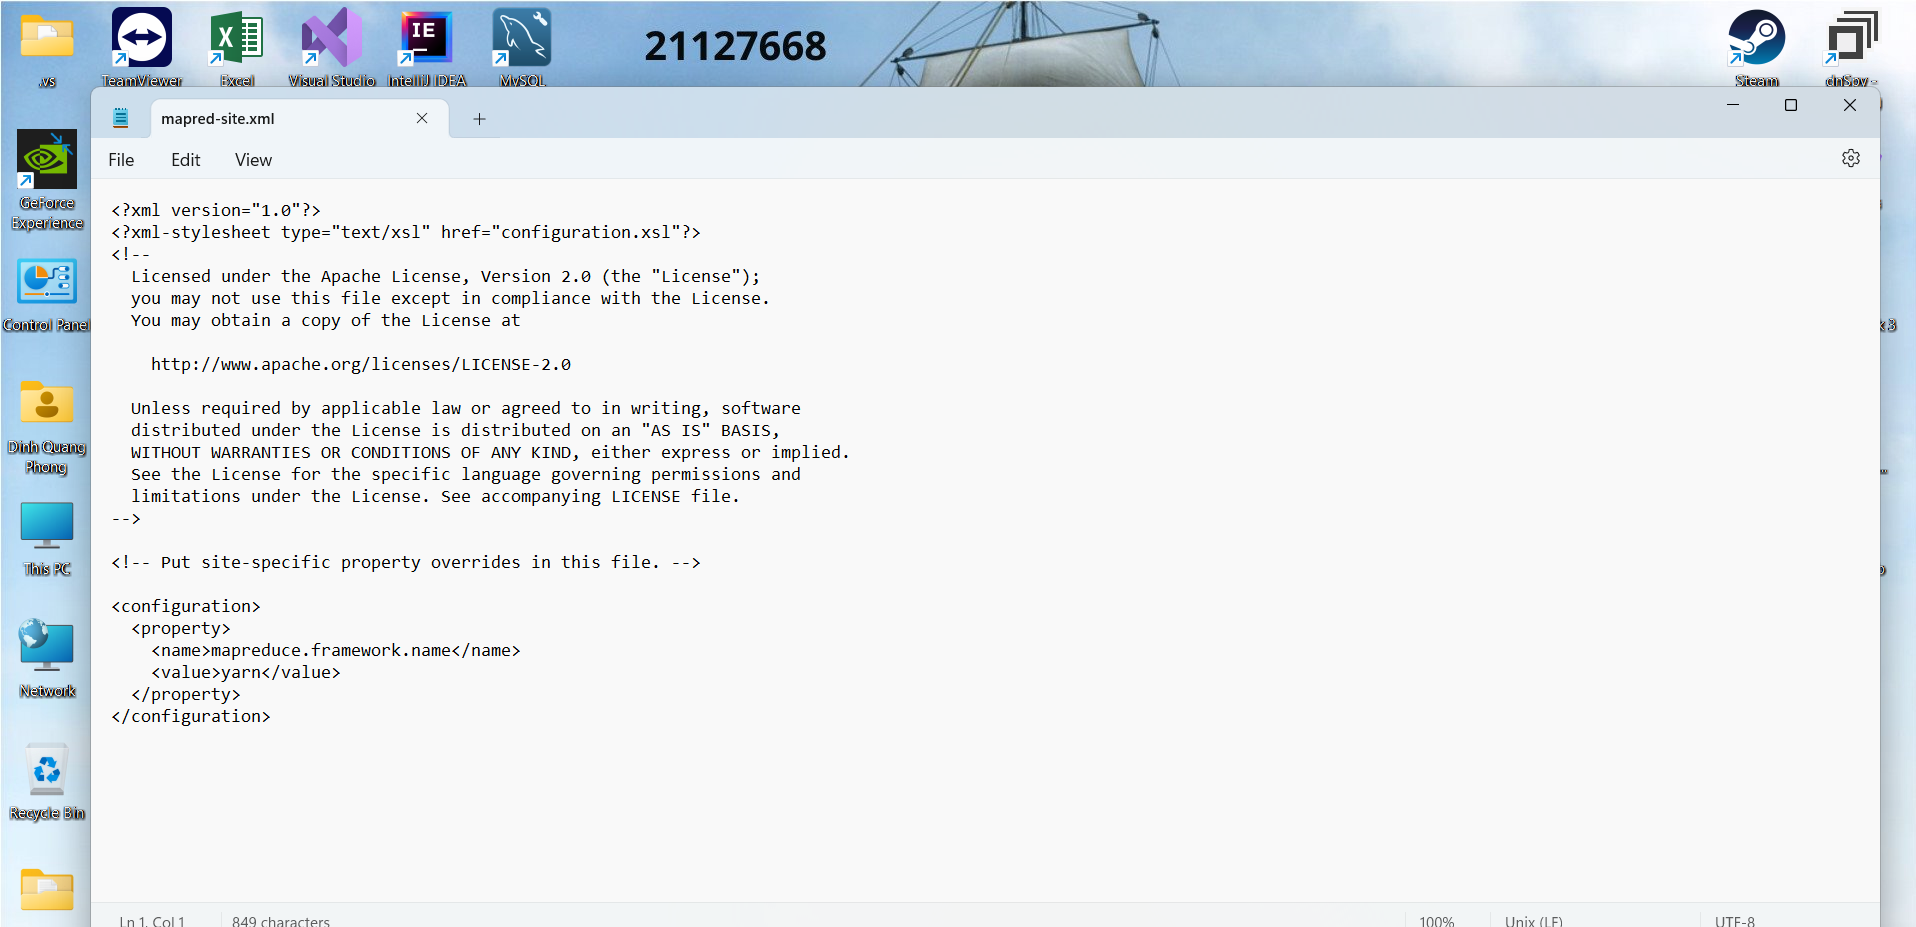 .vs
TeamViewer
Excel
Visual Studio
IntelliJ IDEA
MySQL
21127668
Steam
dnSpy -
mapred-site.xml
File Edit View
GeForce
Experience
Control Panel
Dinh Quang
Phong
This PC
Network
Recycle Bin
<?xml version="1.0"?>
<?xml-stylesheet type="text/xsl" href="configuration.xsl"?>
<!--
Licensed under the Apache License, Version 2.0 (the "License");
you may not use this file except in compliance with the License.
You may obtain a copy of the License at
http://www.apache.org/licenses/LICENSE-2.0
Unless required by applicable law or agreed to in writing, software
distributed under the License is distributed on an "AS IS" BASIS,
WITHOUT WARRANTIES OR CONDITIONS OF ANY KIND, either express or implied.
See the License for the specific language governing permissions and
limitations under the License. See accompanying LICENSE file.
-->
<!-- Put site-specific property overrides in this file. -->
<configuration>
<property>
<name>mapreduce.framework.name</name>
<value>yarn</value>
</property>
</configuration>
Ln 1, Col 1 849 characters 100% Unix (LF) UTF-8